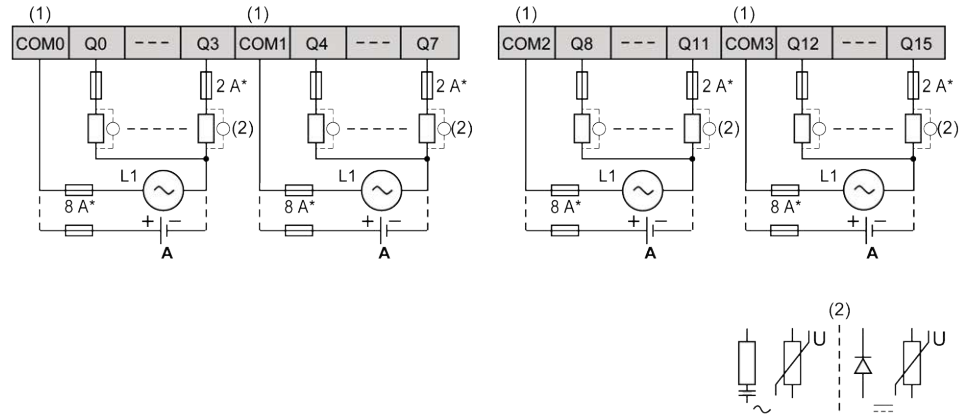 (1) (1) (1) (1)
COM0 Q0 --- Q3 COM1 Q4 --- Q7 COM2 Q8 --- Q11 COM3 Q12 --- Q15
2 A* 2 A* 2 A* 2 A*
(2) (2) (2) (2)
L1 L1 L1 L1
8 A* 8 A* 8 A* 8 A*
+ − + − + − + −
A A A A
(2)
U U